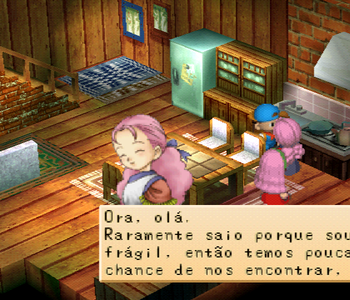 Ora, olá.
Raramente saio porque sou
frágil, então temos pouca
chance de nos encontrar.